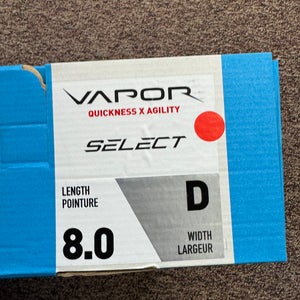 VAPOR
QUICKNESS X AGILITY
SELECT
LENGTH
POINTURE
8.0
D
WIDTH
LARGEUR